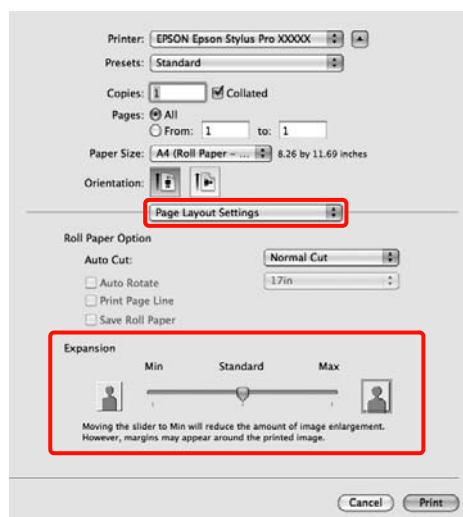 Printer: EPSON Epson Stylus Pro XXXXX
Presets: Standard
Copies: 1 Collated
Pages: All
From: 1 to: 1
Paper Size: A4 (Roll Paper – ... 8.26 by 11.69 inches
Orientation:
Page Layout Settings
Roll Paper Option
Auto Cut: Normal Cut
Auto Rotate 17in
Print Page Line
Save Roll Paper
Expansion
Min Standard Max
Moving the slider to Min will reduce the amount of image enlargement.
However, margins may appear around the printed image.
Cancel Print